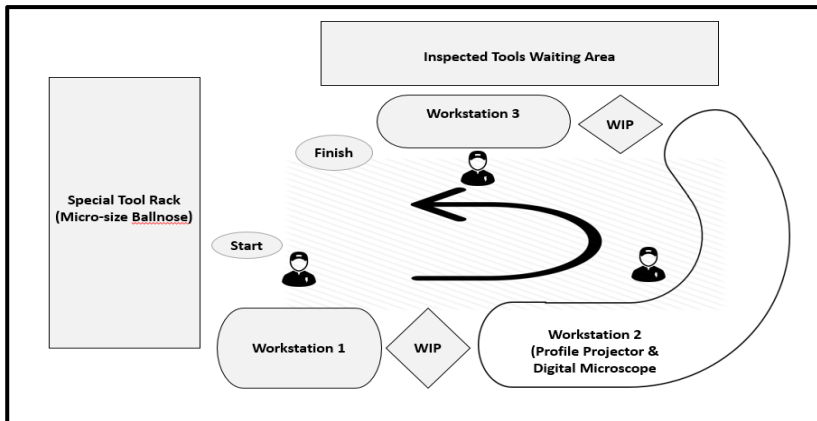 Inspected Tools Waiting Area
Workstation 3
WIP
Finish
Special Tool Rack
(Micro-size Ballnose)
Start
Workstation 1
WIP
Workstation 2
(Profile Projector &
Digital Microscope